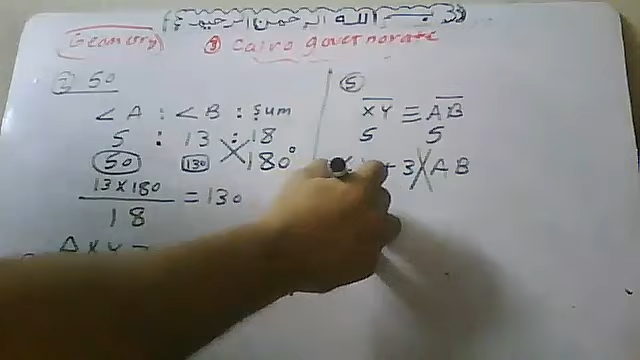 بسم الله الرحمن الرحيم
Geometry
③ Cairo governorate
② 50
< A : < B : Sum
5 : 13 : 18
50 130 180°
13 × 180
= 130
18
⑤
XY ≡ AB
5 5
+ 3 AB